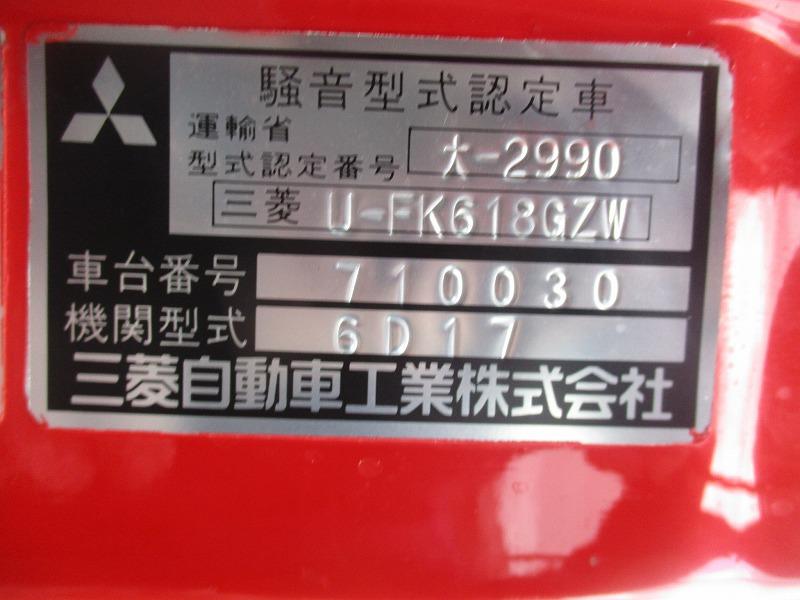 騒音型式認定車
運輸省
型式認定番号 大-2990
三菱 U-FK618GZW
車台番号 710030
機関型式 6D17
三菱自動車工業株式会社